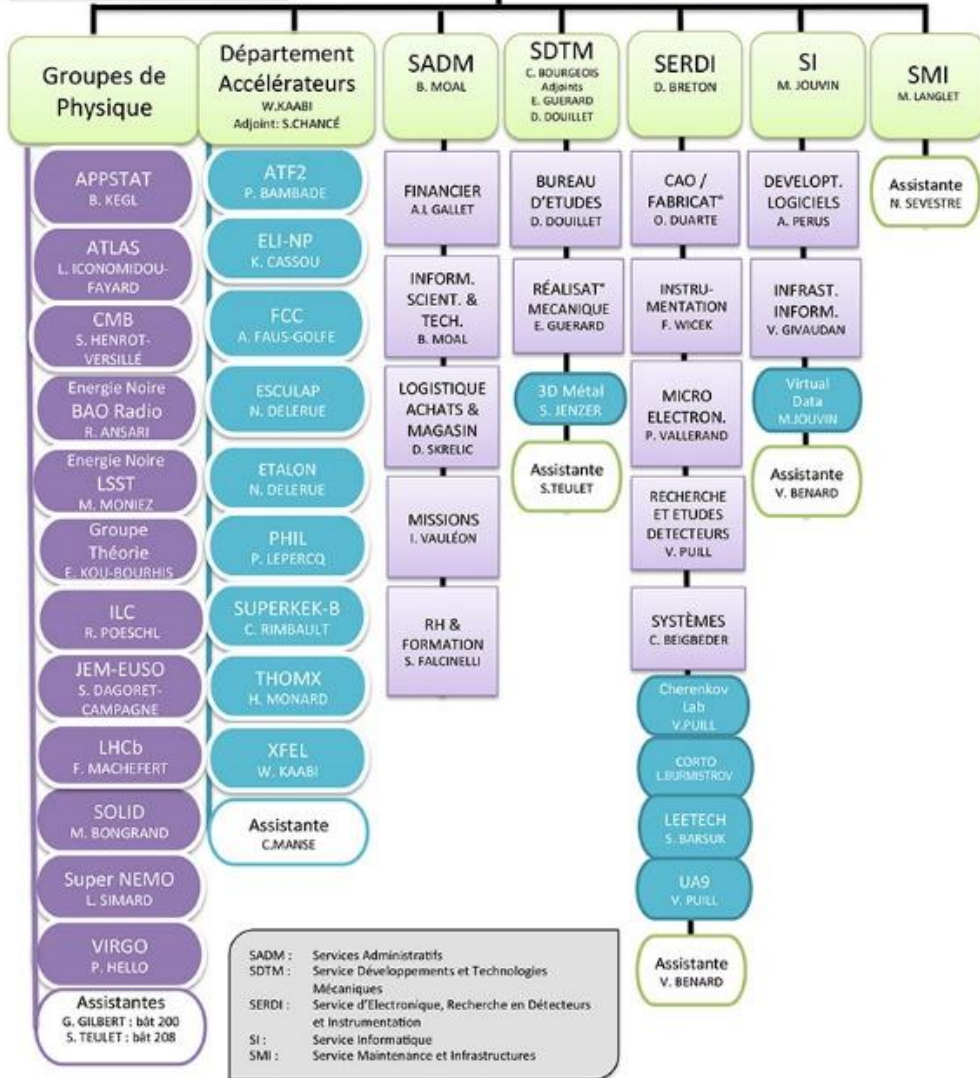 Groupes de
Physique
APPSTAT
B. KEGL
ATLAS
L. ICONOMIDOU-
FAYARD
CMB
S. HENROT-
VERSILLÉ
Energie Noire
BAO Radio
R. ANSARI
Energie Noire
LSST
M. MONIEZ
Groupe
Théorie
E. KOU-BOURHIS
ILC
R. POESCHL
JEM-EUSO
S. DAGORET-
CAMPAGNE
LHCb
F. MACHEFERT
SOLID
M. BONGRAND
Super NEMO
L. SIMARD
VIRGO
P. HELLO
Assistantes
G. GILBERT : bât 200
S. TEULET : bât 208
Département
Accélérateurs
W.KAABI
Adjoint: S.CHANCÉ
ATF2
P. BAMBADE
ELI-NP
K. CASSOU
FCC
A. FAUS-GOLFE
ESCULAP
N. DELERUE
ETALON
N. DELERUE
PHIL
P. LEPERCQ
SUPERKEK-B
C. RIMBAULT
THOMX
H. MONARD
XFEL
W. KAABI
Assistante
C.MANSE
SADM
B. MOAL
FINANCIER
A.I. GALLET
INFORM.
SCIENT. &
TECH.
B. MOAL
LOGISTIQUE
ACHATS &
MAGASIN
D. SKRELIC
MISSIONS
I. VAULÉON
RH &
FORMATION
S. FALCINELLI
SDTM
C. BOURGEOIS
Adjoints
E. GUERARD
D. DOUILLET
BUREAU
D'ETUDES
D. DOUILLET
RÉALISAT°
MECANIQUE
E. GUERARD
3D Métal
S. JENZER
Assistante
S.TEULET
SERDI
D. BRETON
CAO /
FABRICAT°
O. DUARTE
INSTRU-
MENTATION
F. WICEK
MICRO
ELECTRON.
P. VALLERAND
RECHERCHE
ET ETUDES
DETECTEURS
V. PUILL
SYSTÈMES
C. BEIGBEDER
Cherenkov
Lab
V.PUILL
CORTO
L.BURMISTROV
LEETECH
S. BARSUK
UA9
V. PUILL
Assistante
V. BENARD
SI
M. JOUVIN
DEVELOPT.
LOGICIELS
A. PERUS
INFRAST.
INFORM.
V. GIVAUDAN
Virtual
Data
M.JOUVIN
Assistante
V. BENARD
SMI
M. LANGLET
Assistante
N. SEVESTRE
SADM : Services Administratifs
SDTM : Service Développements et Technologies
Mécaniques
SERDI : Service d'Electronique, Recherche en Détecteurs
et Instrumentation
SI : Service Informatique
SMI : Service Maintenance et Infrastructures